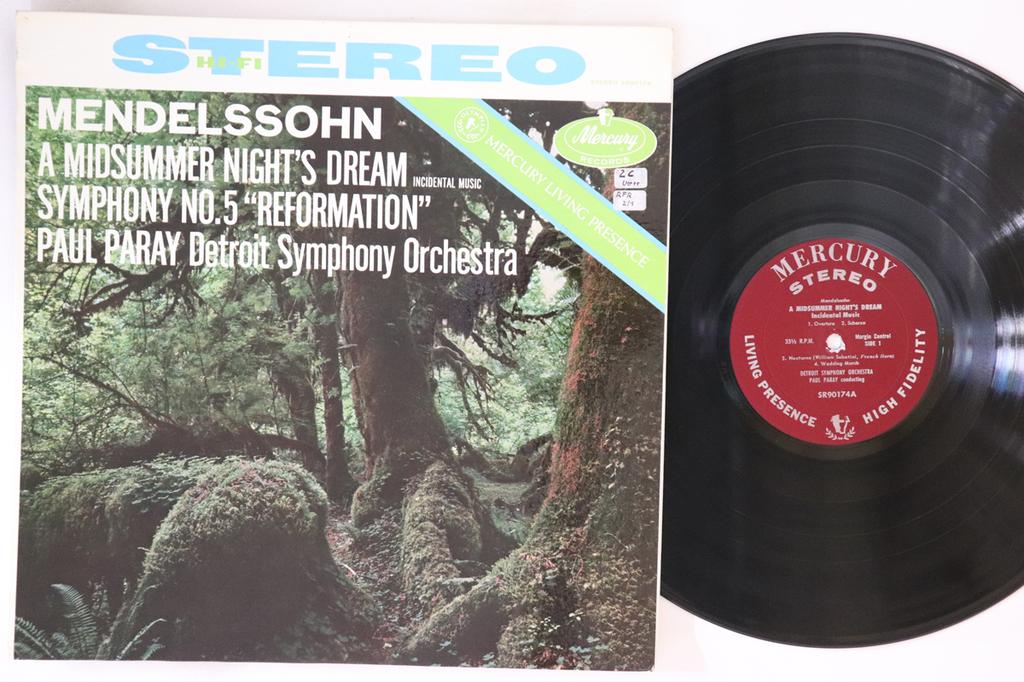 STEREO
HI-FI
MENDELSSOHN
A MIDSUMMER NIGHT'S DREAM INCIDENTAL MUSIC
SYMPHONY NO.5 "REFORMATION"
PAUL PARAY Detroit Symphony Orchestra
MERCURY LIVING PRESENCE
Mercury
RECORDS
MERCURY
STEREO
Mendelssohn
A MIDSUMMER NIGHT'S DREAM
Incidental Music
1. Overture 2. Scherzo
33⅓ R.P.M.
Margin Control
SIDE 1
3. Nocturne (William Sabatini, French Horn)
4. Wedding March
DETROIT SYMPHONY ORCHESTRA
PAUL PARAY conducting
SR90174A
LIVING PRESENCE
HIGH FIDELITY